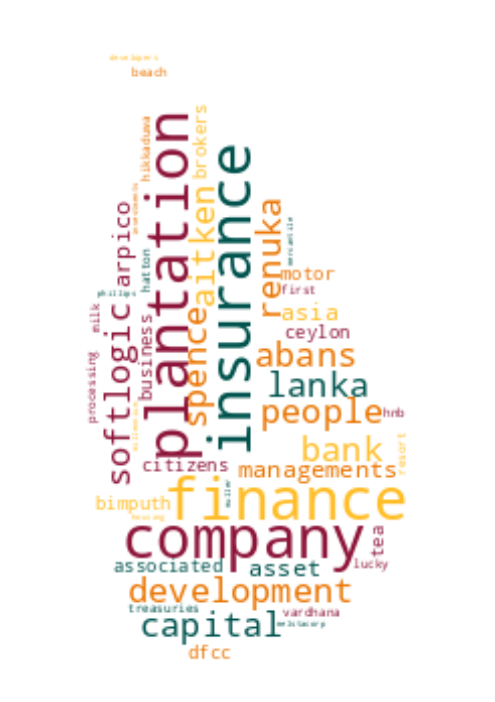 developers
beach
hikkaduwa
plantation
brokers
insurance
aitken
arpico
renuka
hatton
phillips
motor
first
milk
softlogic
business
spence
asia
ceylon
abans
processing
lanka
people
hnb
bank
resort
citizens
managements
finance
bimputh
housing
company
tea
lucky
associated
asset
development
treasuries
vardhana
capital
dfcc